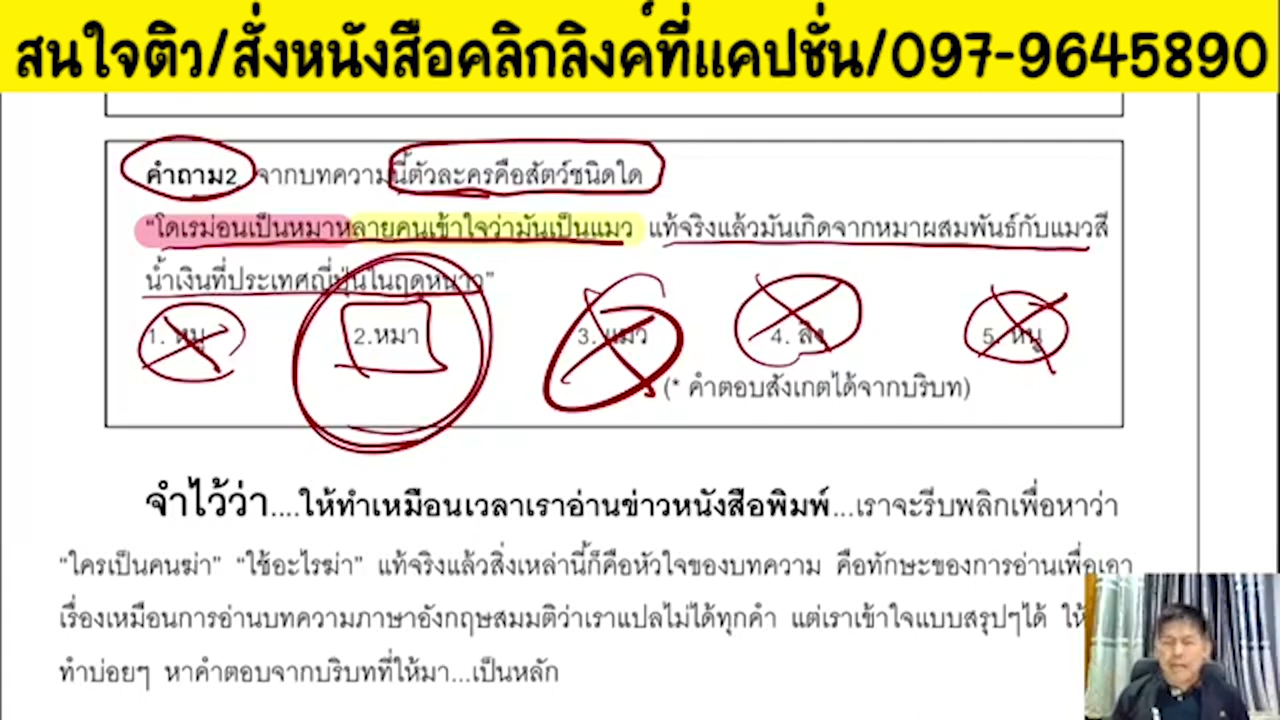 สนใจติว/สั่งหนังสือคลิกลิงค์ที่แคปชั่น/097-9645890
คำถาม2 จากบทความนี้ตัวละครคือสัตว์ชนิดใด
“โดเรม่อนเป็นหมาหลายคนเข้าใจว่ามันเป็นแมว แท้จริงแล้วมันเกิดจากหมาผสมพันธ์กับแมวสี
น้ำเงินที่ประเทศญี่ปุ่นในฤดูหนาว”
1. หนู 2.หมา 3. แมว 4. ลิง 5. หนู
(* คำตอบสังเกตได้จากบริบท)
จำไว้ว่า....ให้ทำเหมือนเวลาเราอ่านข่าวหนังสือพิมพ์...เราจะรีบพลิกเพื่อหาว่า
“ใครเป็นคนฆ่า” “ใช้อะไรฆ่า” แท้จริงแล้วสิ่งเหล่านี้ก็คือหัวใจของบทความ คือทักษะของการอ่านเพื่อเอา
เรื่องเหมือนการอ่านบทความภาษาอังกฤษสมมติว่าเราแปลไม่ได้ทุกคำ แต่เราเข้าใจแบบสรุปๆได้ ให้
ทำบ่อยๆ หาคำตอบจากบริบทที่ให้มา...เป็นหลัก